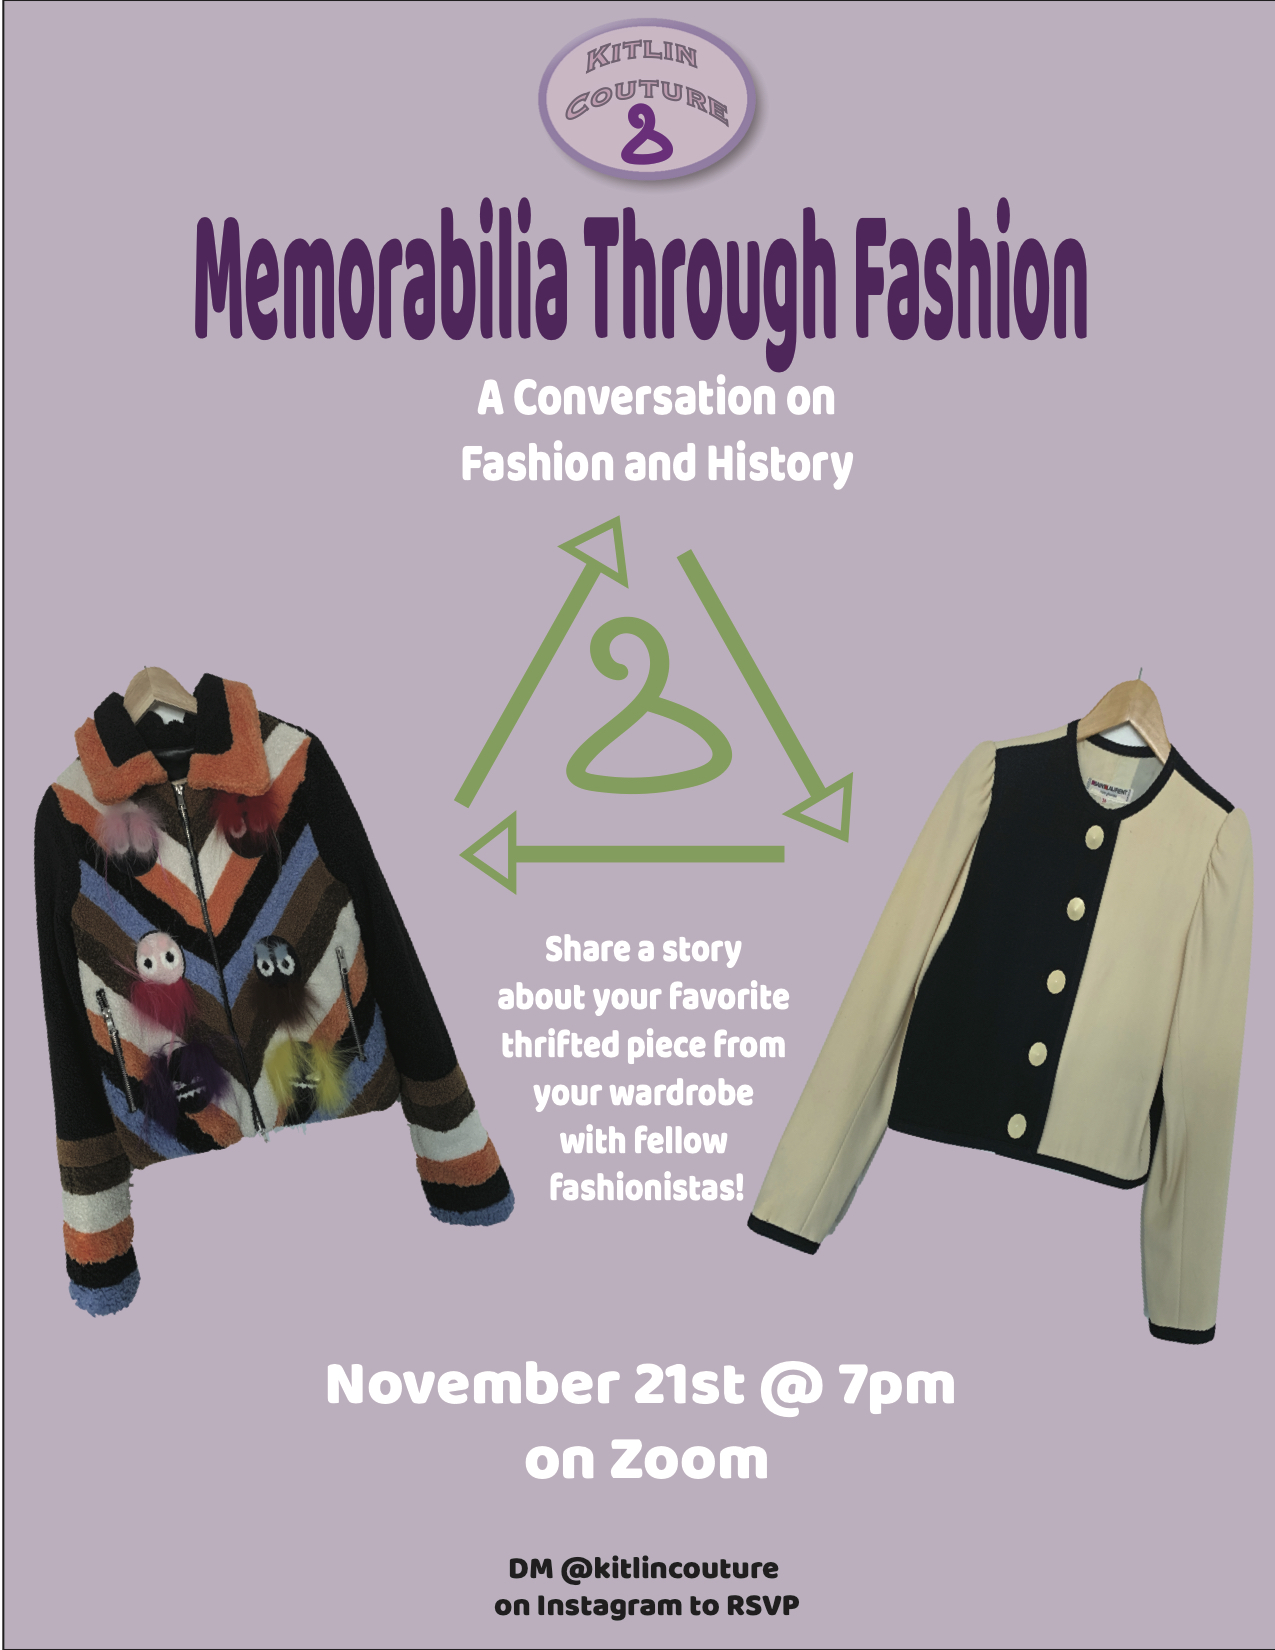 KITLIN
COUTURE
Memorabilia Through Fashion
A Conversation on
Fashion and History
Share a story
about your favorite
thrifted piece from
your wardrobe
with fellow
fashionistas!
November 21st @ 7pm
on Zoom
DM @kitlincouture
on Instagram to RSVP